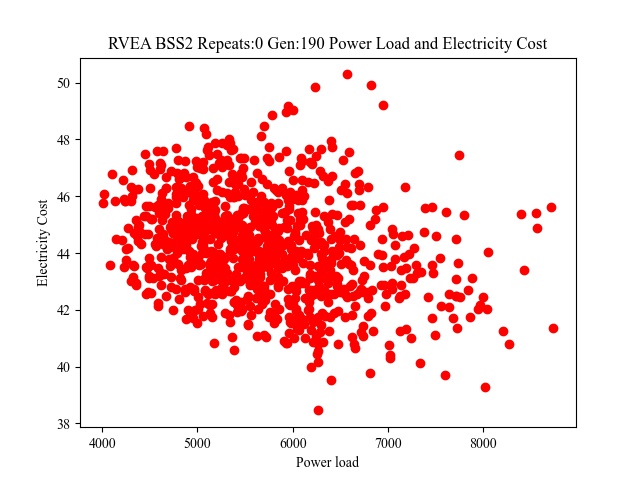 RVEA BSS2 Repeats:0 Gen:190 Power Load and Electricity Cost
50
48
46
44
42
40
38
Electricity Cost
4000 5000 6000 7000 8000
Power load